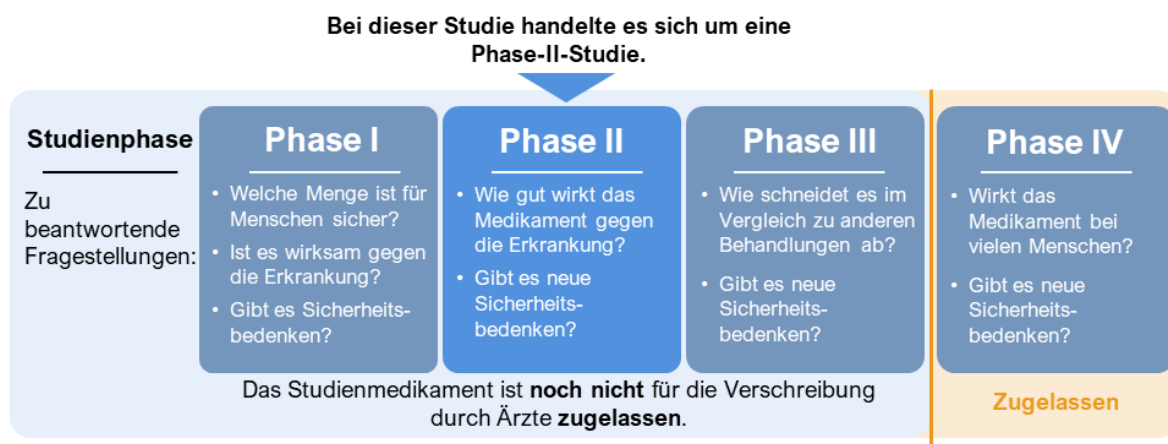 Bei dieser Studie handelte es sich um eine
Phase-II-Studie.
Studienphase
Zu
beantwortende
Fragestellungen:
Phase I
• Welche Menge ist für
Menschen sicher?
• Ist es wirksam gegen
die Erkrankung?
• Gibt es Sicherheits-
bedenken?
Phase II
• Wie gut wirkt das
Medikament gegen
die Erkrankung?
• Gibt es neue
Sicherheits-
bedenken?
Phase III
• Wie schneidet es im
Vergleich zu anderen
Behandlungen ab?
• Gibt es neue
Sicherheits-
bedenken?
Phase IV
• Wirkt das
Medikament bei
vielen Menschen?
• Gibt es neue
Sicherheits-
bedenken?
Das Studienmedikament ist noch nicht für die Verschreibung
durch Ärzte zugelassen.
Zugelassen